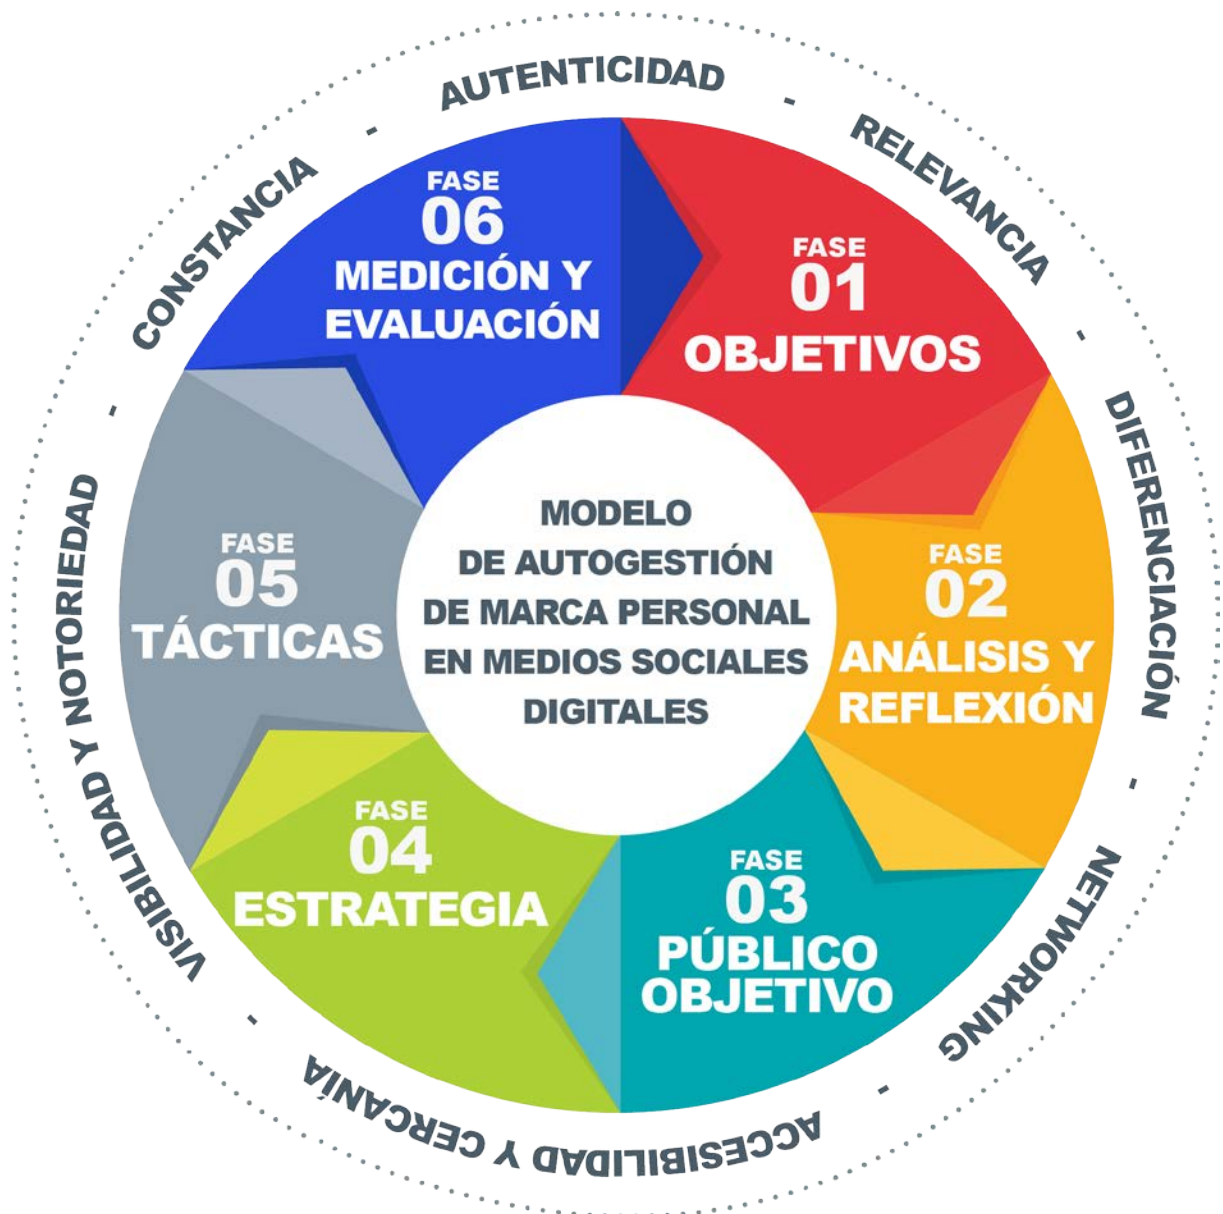 AUTENTICIDAD - RELEVANCIA - DIFERENCIACIÓN - NETWORKING - ACCESIBILIDAD Y CERCANÍA - VISIBILIDAD Y NOTORIEDAD - CONSTANCIA -
FASE
01
OBJETIVOS
FASE
02
ANÁLISIS Y
REFLEXIÓN
FASE
03
PÚBLICO
OBJETIVO
FASE
04
ESTRATEGIA
FASE
05
TÁCTICAS
FASE
06
MEDICIÓN Y
EVALUACIÓN
MODELO
DE AUTOGESTIÓN
DE MARCA PERSONAL
EN MEDIOS SOCIALES
DIGITALES